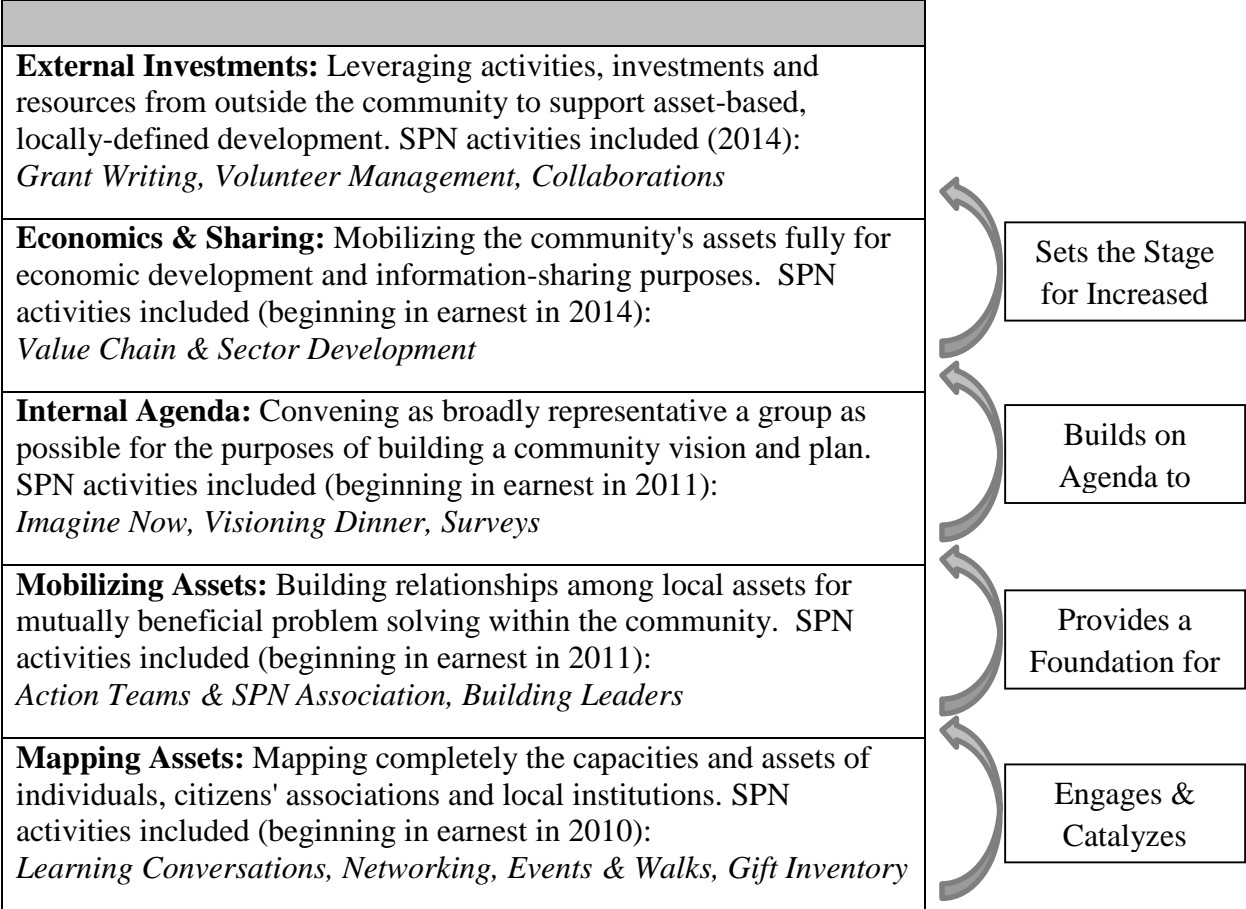 External Investments: Leveraging activities, investments and
resources from outside the community to support asset-based,
locally-defined development. SPN activities included (2014):
Grant Writing, Volunteer Management, Collaborations
Economics & Sharing: Mobilizing the community's assets fully for
economic development and information-sharing purposes.  SPN
activities included (beginning in earnest in 2014):
Value Chain & Sector Development
Sets the Stage
for Increased
Internal Agenda: Convening as broadly representative a group as
possible for the purposes of building a community vision and plan.
SPN activities included (beginning in earnest in 2011):
Imagine Now, Visioning Dinner, Surveys
Builds on
Agenda to
Mobilizing Assets: Building relationships among local assets for
mutually beneficial problem solving within the community.  SPN
activities included (beginning in earnest in 2011):
Action Teams & SPN Association, Building Leaders
Provides a
Foundation for
Mapping Assets: Mapping completely the capacities and assets of
individuals, citizens' associations and local institutions. SPN
activities included (beginning in earnest in 2010):
Learning Conversations, Networking, Events & Walks, Gift Inventory
Engages &
Catalyzes